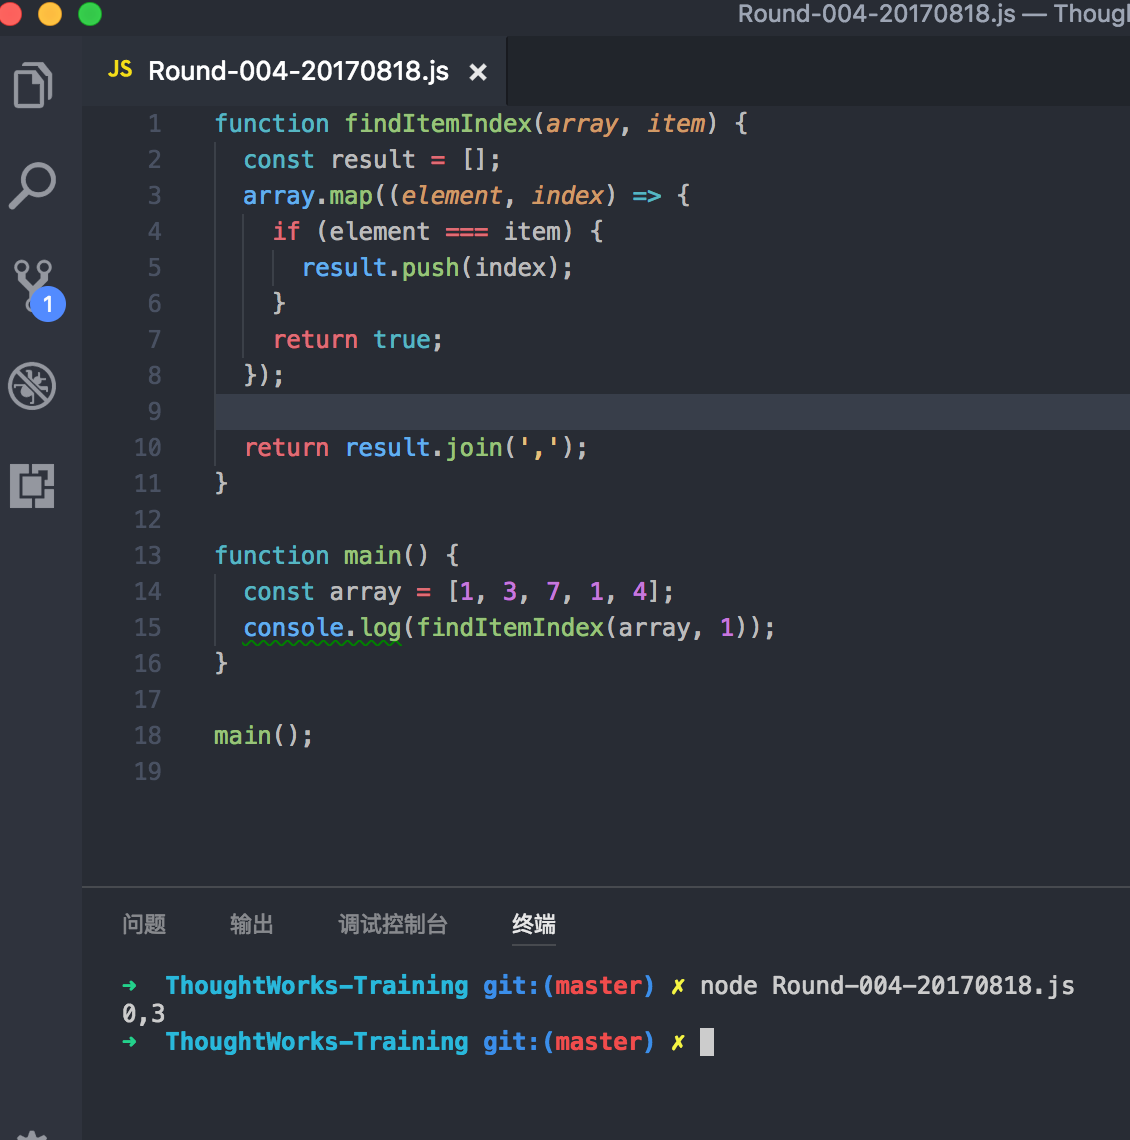 Round-004-20170818.js — Though
JS Round-004-20170818.js ×
1 function findItemIndex(array, item) {
2   const result = [];
3   array.map((element, index) => {
4     if (element === item) {
5       result.push(index);
6     }
7     return true;
8   });
9
10   return result.join(',');
11 }
12
13 function main() {
14   const array = [1, 3, 7, 1, 4];
15   console.log(findItemIndex(array, 1));
16 }
17
18 main();
19
1
问题 输出 调试控制台 终端
➜ ThoughtWorks-Training git:(master) ✗ node Round-004-20170818.js
0,3
➜ ThoughtWorks-Training git:(master) ✗